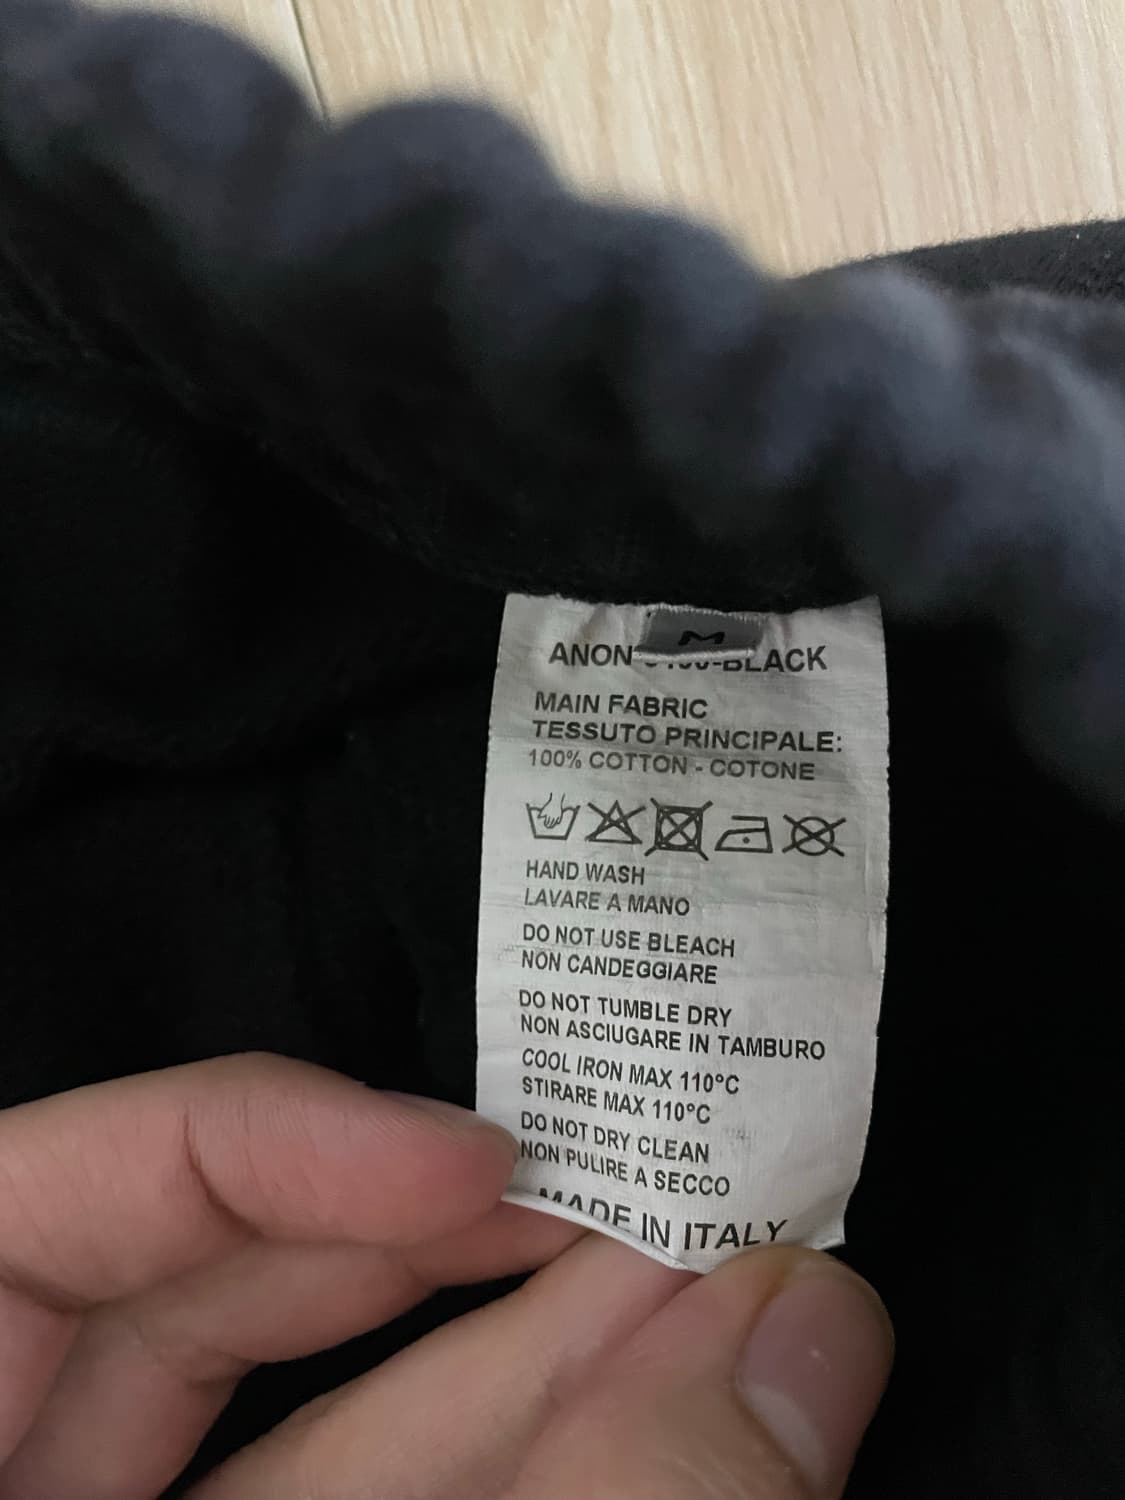 M
ANON
MAIN FABRIC
TESSUTO PRINCIPALE:
100% COTTON - COTONE
HAND WASH
LAVARE A MANO
DO NOT USE BLEACH
NON CANDEGGIARE
DO NOT TUMBLE DRY
NON ASCIUGARE IN TAMBURO
COOL IRON MAX 110°C
STIRARE MAX 110°C
DO NOT DRY CLEAN
NON PULIRE A SECCO
MADE IN ITALY